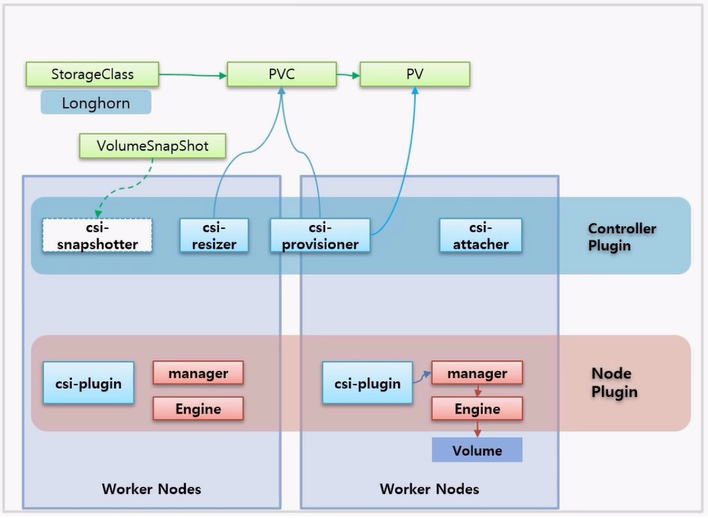 StorageClass
PVC
PV
Longhorn
VolumeSnapShot
csi-
snapshotter
csi-
resizer
csi-
provisioner
csi-
attacher
Controller
Plugin
csi-plugin
manager
Engine
csi-plugin
manager
Engine
Volume
Node
Plugin
Worker Nodes
Worker Nodes